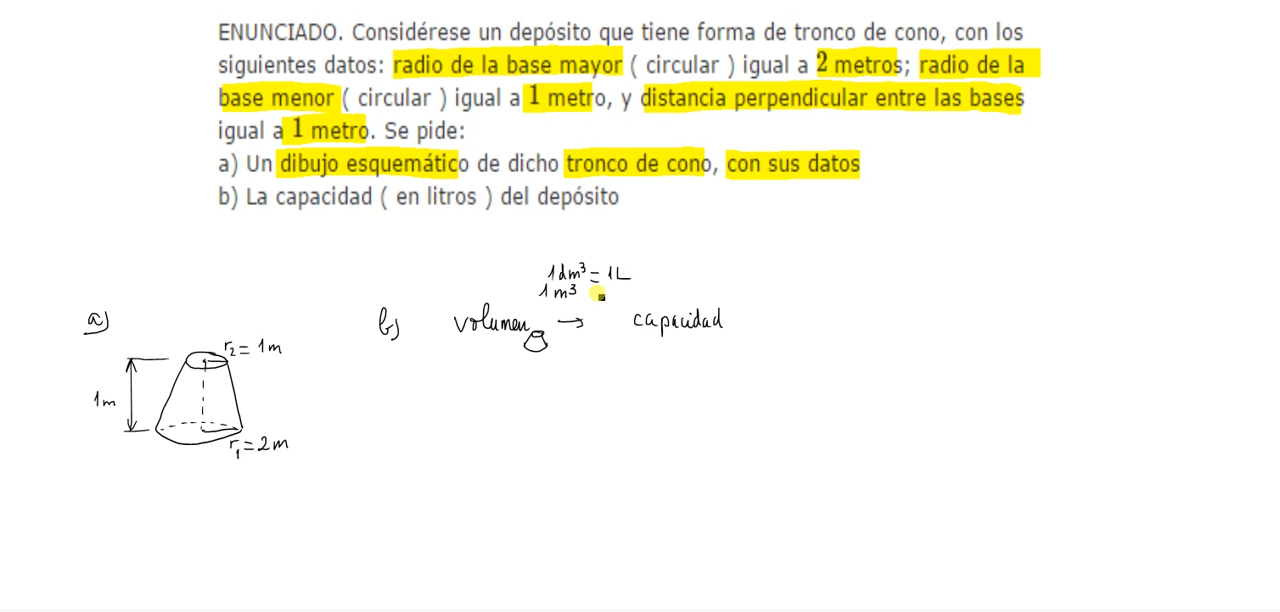 ENUNCIADO. Considérese un depósito que tiene forma de tronco de cono, con los
siguientes datos: radio de la base mayor ( circular ) igual a 2 metros; radio de la
base menor ( circular ) igual a 1 metro, y distancia perpendicular entre las bases
igual a 1 metro. Se pide:
a) Un dibujo esquemático de dicho tronco de cono, con sus datos
b) La capacidad ( en litros ) del depósito
1 dm³ = 1L
1 m³
a)
b) volumen → capacidad
r₂ = 1m
1m
r₁ = 2m